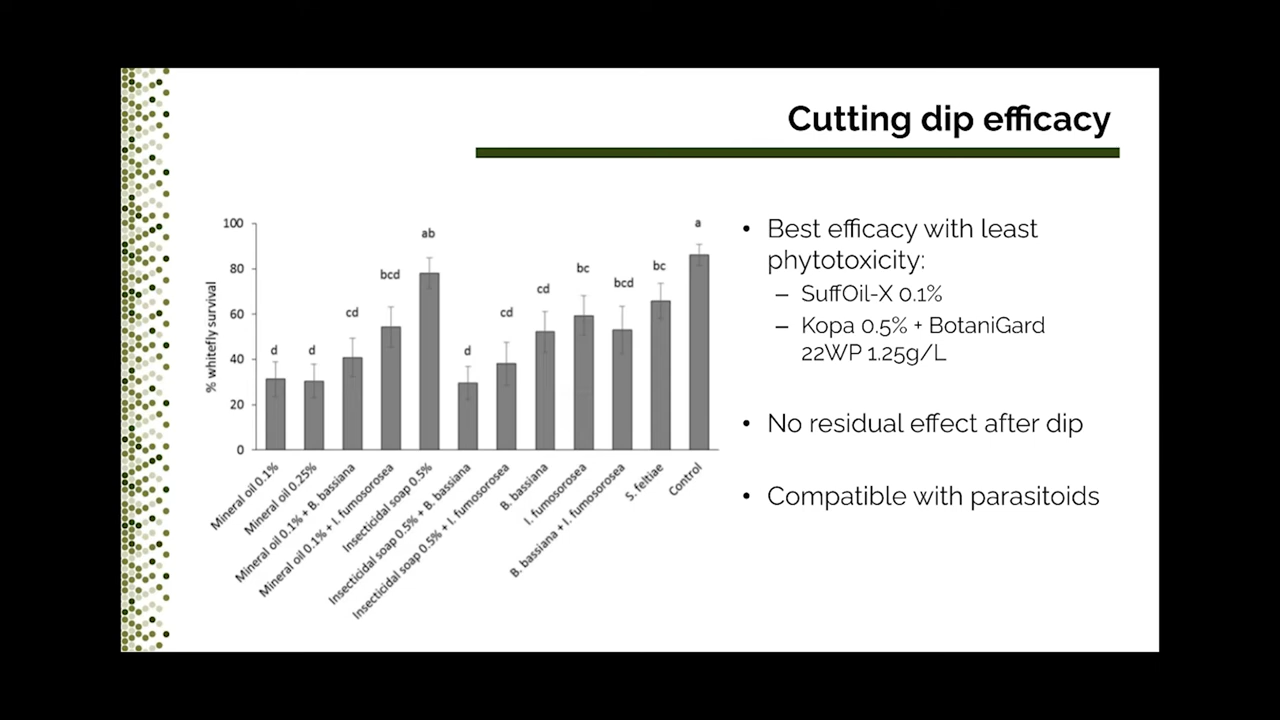 Cutting dip efficacy
% whitefly survival
100
80
60
40
20
0
d
d
cd
bcd
ab
d
cd
cd
bc
bcd
bc
a
Mineral oil 0.1%
Mineral oil 0.25%
Mineral oil 0.1% + B. bassiana
Mineral oil 0.1% + I. fumosorosea
Insecticidal soap 0.5%
Insecticidal soap 0.5% + B. bassiana
Insecticidal soap 0.5% + I. fumorosea
B. bassiana
I. fumosorosea
B. bassiana + I. fumosorosea
S. feltiae
Control
• Best efficacy with least
phytotoxicity:
– SuffOil-X 0.1%
– Kopa 0.5% + BotaniGard
22WP 1.25g/L
• No residual effect after dip
• Compatible with parasitoids